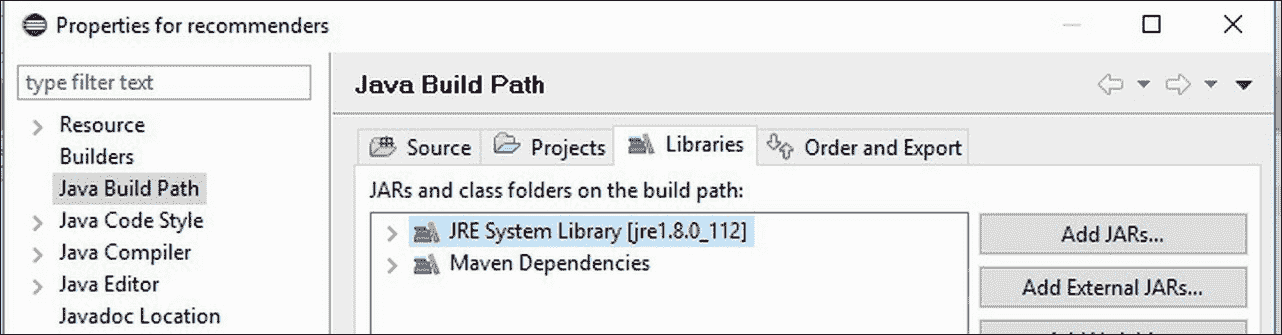 Properties for recommenders
type filter text
Resource
Builders
Java Build Path
Java Code Style
Java Compiler
Java Editor
Javadoc Location
Java Build Path
Source Projects Libraries Order and Export
JARs and class folders on the build path:
JRE System Library [jre1.8.0_112]
Maven Dependencies
Add JARs...
Add External JARs...